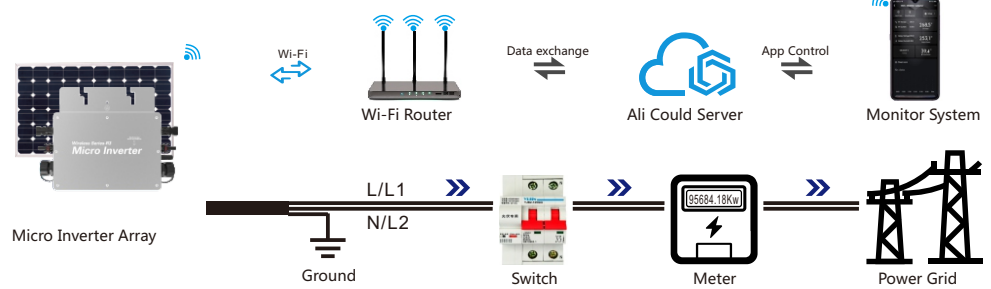 Wi-Fi
Data exchange
App Control
Wi-Fi Router
Ali Could Server
Monitor System
Micro Inverter
L/L1
N/L2
95684.18Kw
Micro Inverter Array
Ground
Switch
Meter
Power Grid